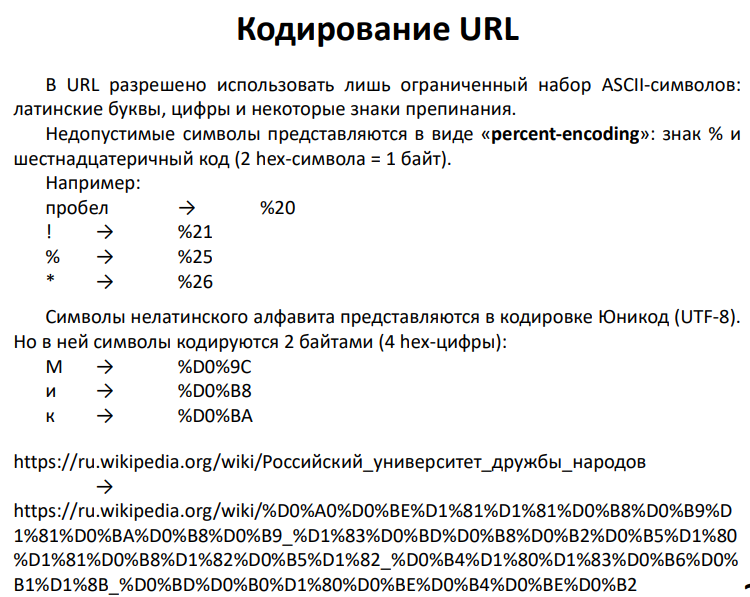 Кодирование URL
В URL разрешено использовать лишь ограниченный набор ASCII-символов:
латинские буквы, цифры и некоторые знаки препинания.
Недопустимые символы представляются в виде «percent-encoding»: знак % и
шестнадцатеричный код (2 hex-символа = 1 байт).
Например:
пробел → %20
! → %21
% → %25
* → %26
Символы нелатинского алфавита представляются в кодировке Юникод (UTF-8).
Но в ней символы кодируются 2 байтами (4 hex-цифры):
М → %D0%9C
и → %D0%B8
к → %D0%BA
https://ru.wikipedia.org/wiki/Российский_университет_дружбы_народов
→
https://ru.wikipedia.org/wiki/%D0%A0%D0%BE%D1%81%D1%81%D0%B8%D0%B9%D
1%81%D0%BA%D0%B8%D0%B9_%D1%83%D0%BD%D0%B8%D0%B2%D0%B5%D1%80
%D1%81%D0%B8%D1%82%D0%B5%D1%82_%D0%B4%D1%80%D1%83%D0%B6%D0%
B1%D1%8B_%D0%BD%D0%B0%D1%80%D0%BE%D0%B4%D0%BE%D0%B2